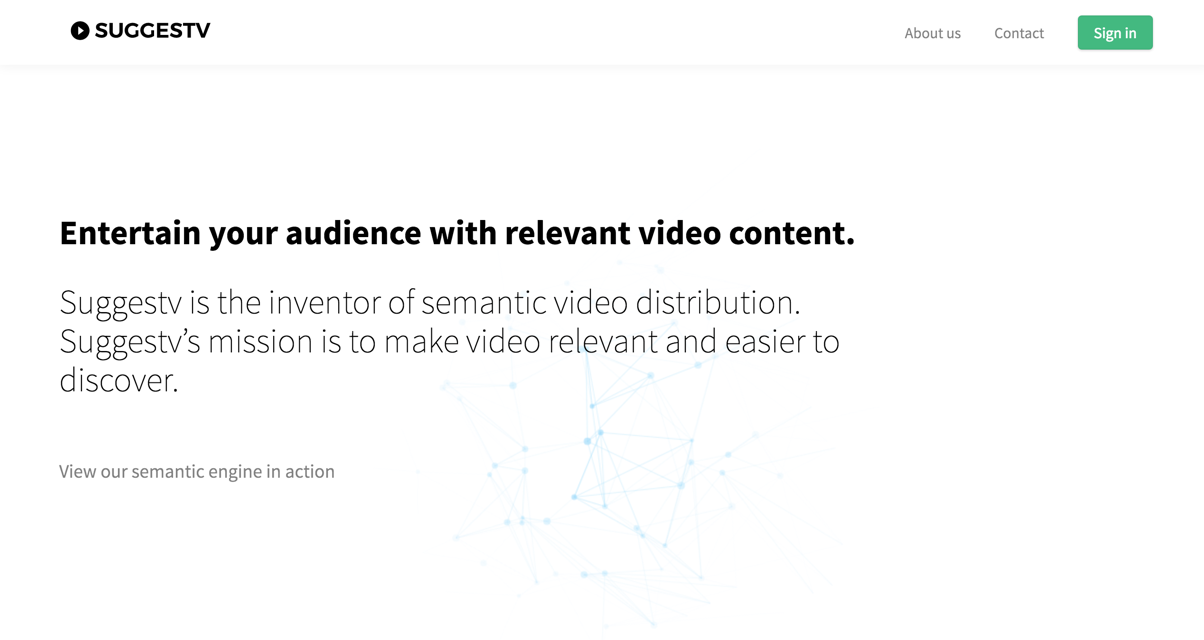 SUGGESTV
About us
Contact
Sign in
Entertain your audience with relevant video content.
Suggestv is the inventor of semantic video distribution.
Suggestv’s mission is to make video relevant and easier to
discover.
View our semantic engine in action